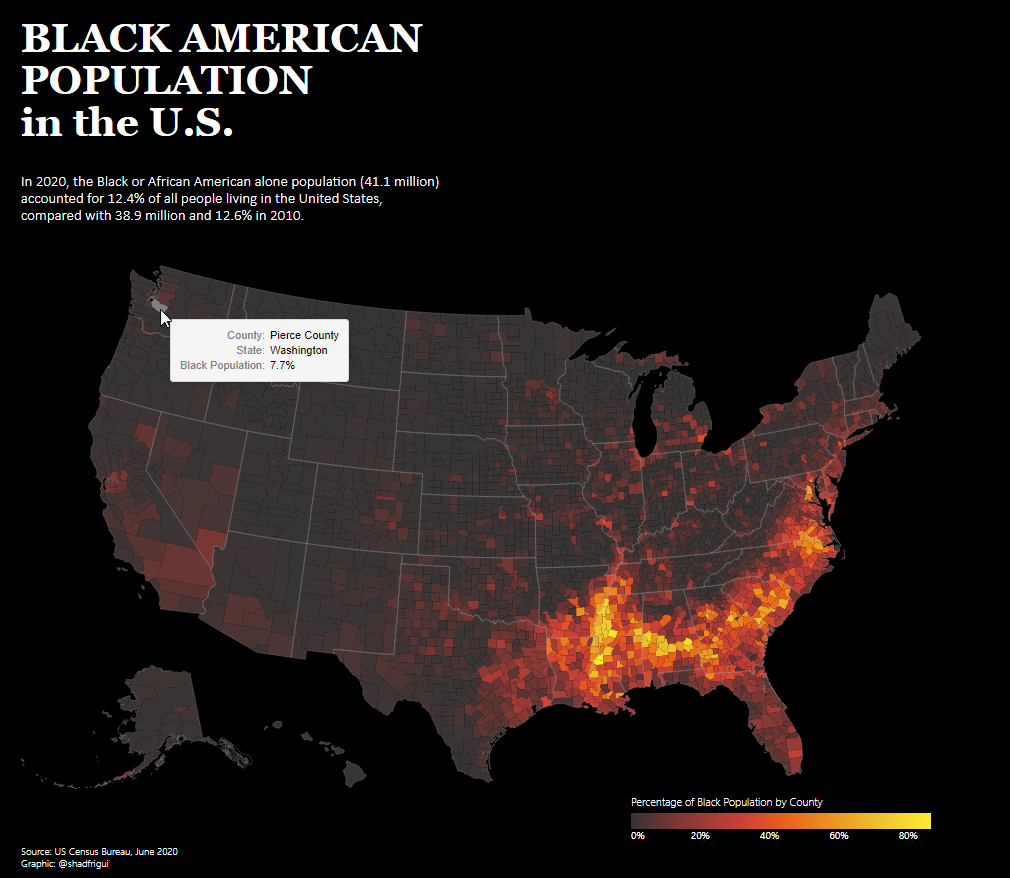 BLACK AMERICAN
POPULATION
in the U.S.
In 2020, the Black or African American alone population (41.1 million)
accounted for 12.4% of all people living in the United States,
compared with 38.9 million and 12.6% in 2010.
County: Pierce County
State: Washington
Black Population: 7.7%
Percentage of Black Population by County
0% 20% 40% 60% 80%
Source: US Census Bureau, June 2020
Graphic: @shadfrigui